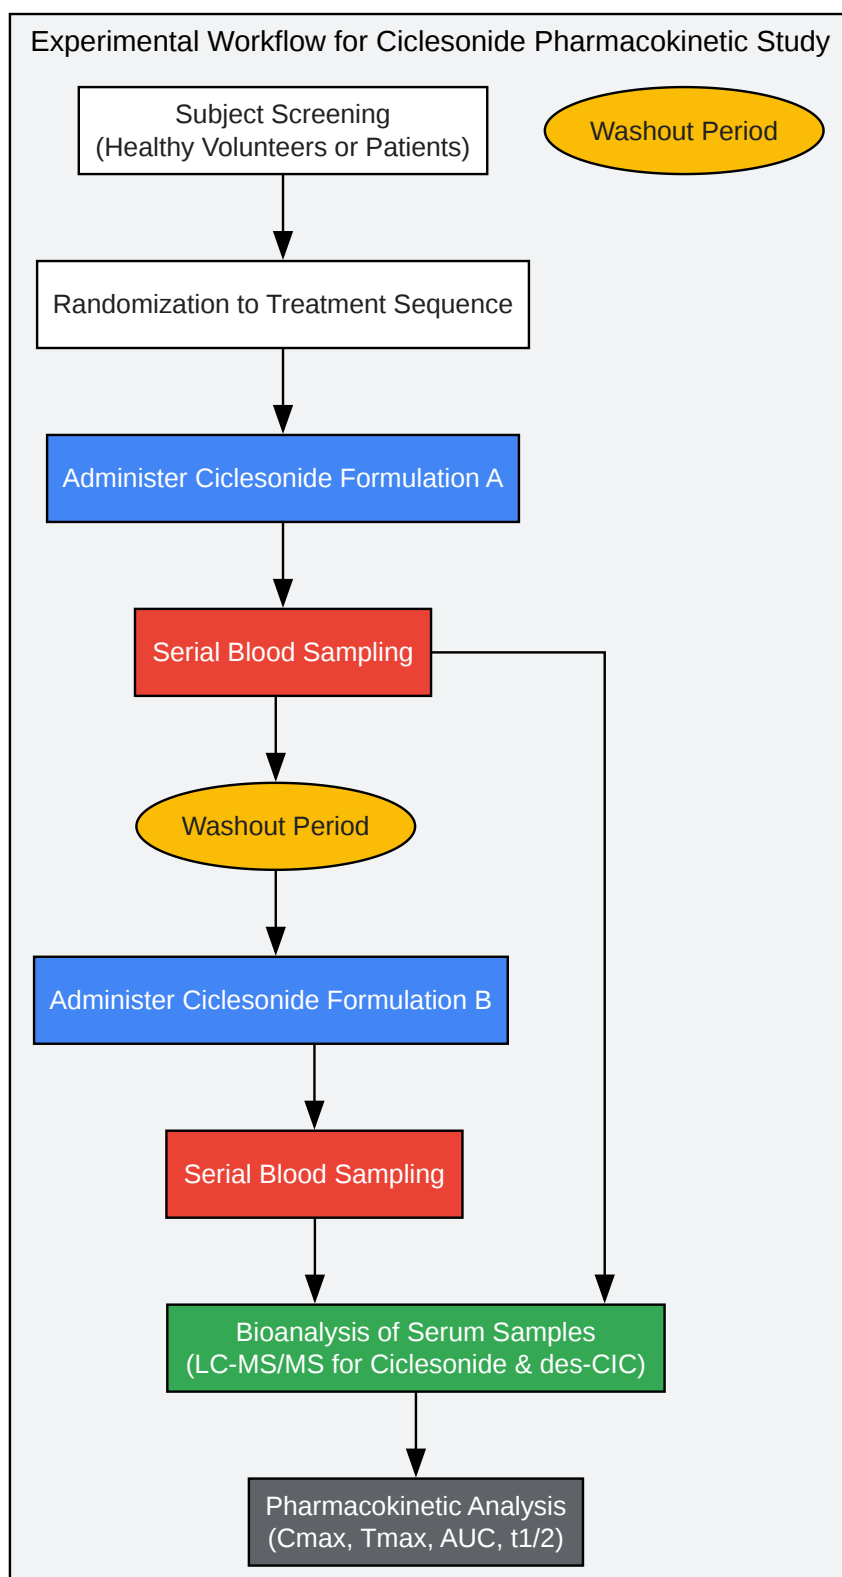 Experimental Workflow for Ciclesonide Pharmacokinetic Study
Subject Screening
(Healthy Volunteers or Patients)
Washout Period
Randomization to Treatment Sequence
Administer Ciclesonide Formulation A
Serial Blood Sampling
Washout Period
Administer Ciclesonide Formulation B
Serial Blood Sampling
Bioanalysis of Serum Samples
(LC-MS/MS for Ciclesonide & des-CIC)
Pharmacokinetic Analysis
(Cmax, Tmax, AUC, t1/2)